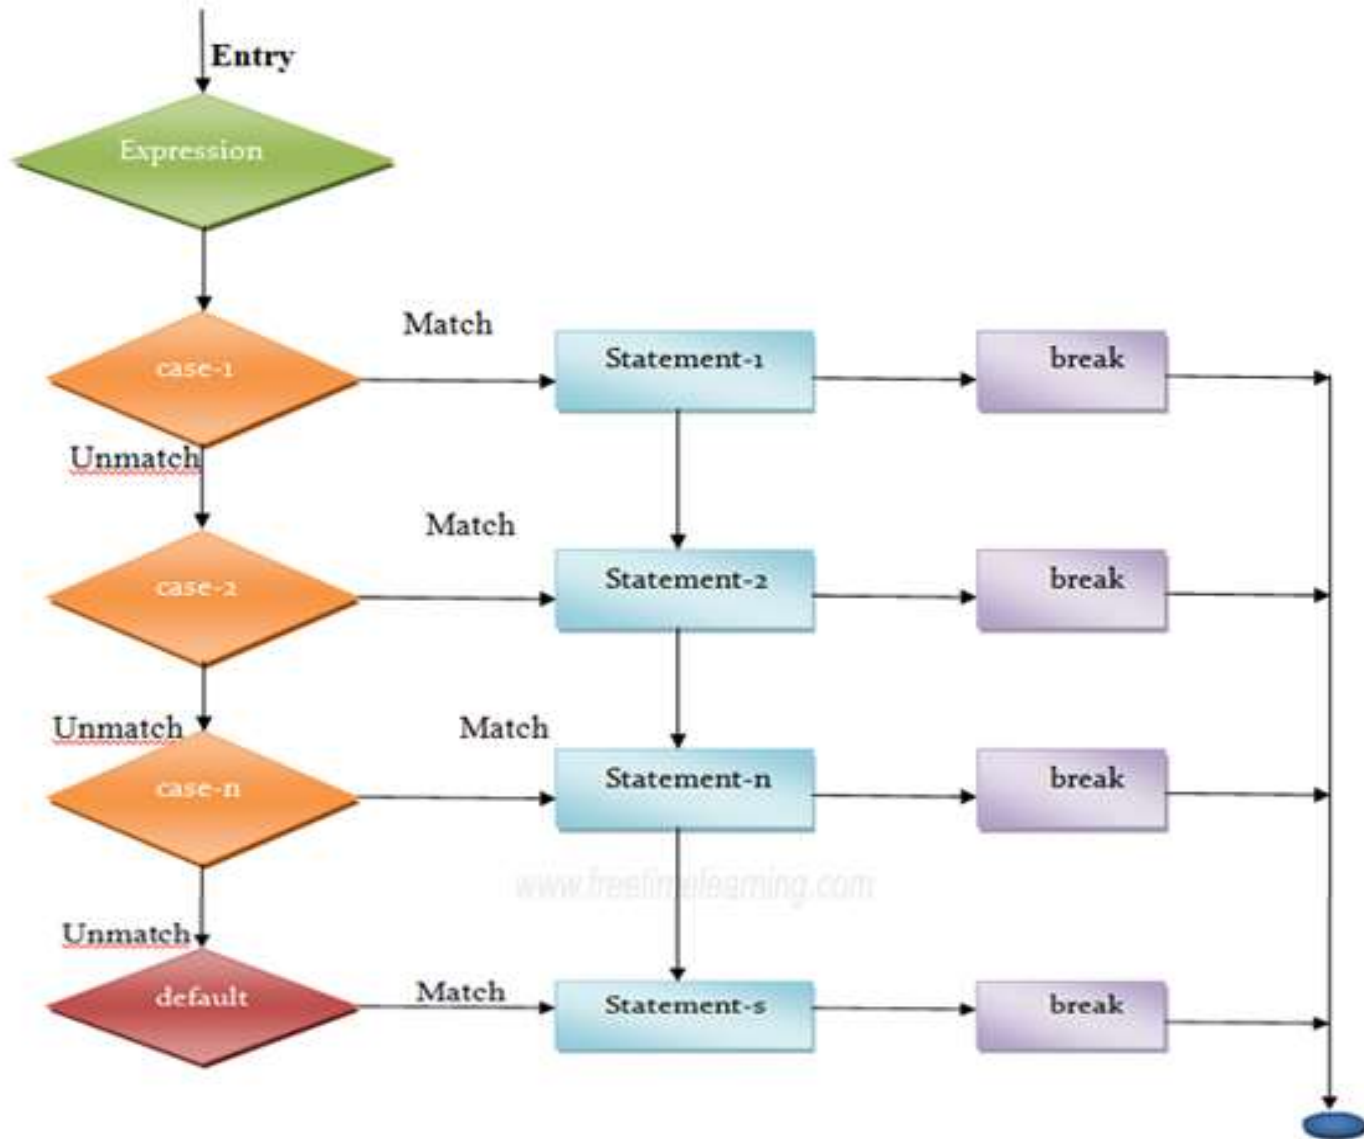 Entry
Expression
Match
case-1
Statement-1
break
Unmatch
Match
case-2
Statement-2
break
Unmatch
Match
case-n
Statement-n
break
www.freetimelearning.com
Unmatch
default
Match
Statement-s
break